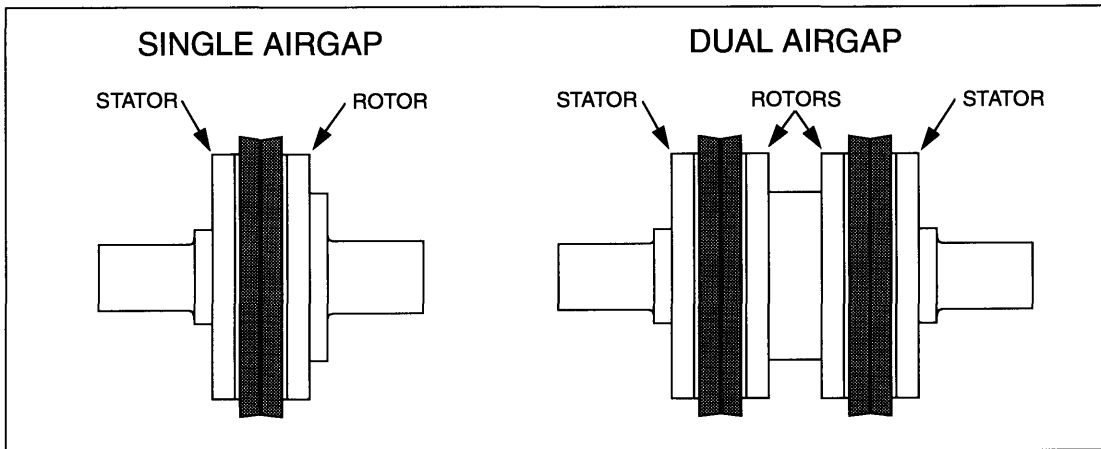 SINGLE AIRGAP
STATOR
ROTOR
DUAL AIRGAP
STATOR
ROTORS
STATOR